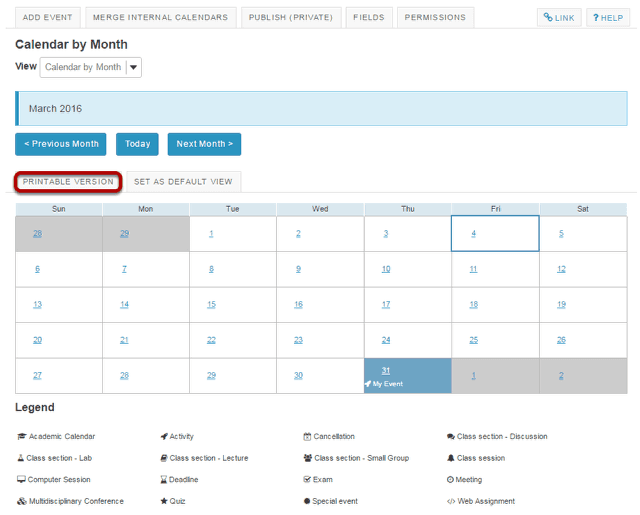 ADD EVENT MERGE INTERNAL CALENDARS PUBLISH (PRIVATE) FIELDS PERMISSIONS LINK ? HELP
Calendar by Month
View Calendar by Month
March 2016
< Previous Month Today Next Month >
PRINTABLE VERSION SET AS DEFAULT VIEW
Sun Mon Tue Wed Thu Fri Sat
28 29 1 2 3 4 5
6 7 8 9 10 11 12
13 14 15 16 17 18 19
20 21 22 23 24 25 26
27 28 29 30 31 1 2
My Event
Legend
Academic Calendar Activity Cancellation Class section - Discussion
Class section - Lab Class section - Lecture Class section - Small Group Class session
Computer Session Deadline Exam Meeting
Multidisciplinary Conference Quiz Special event Web Assignment